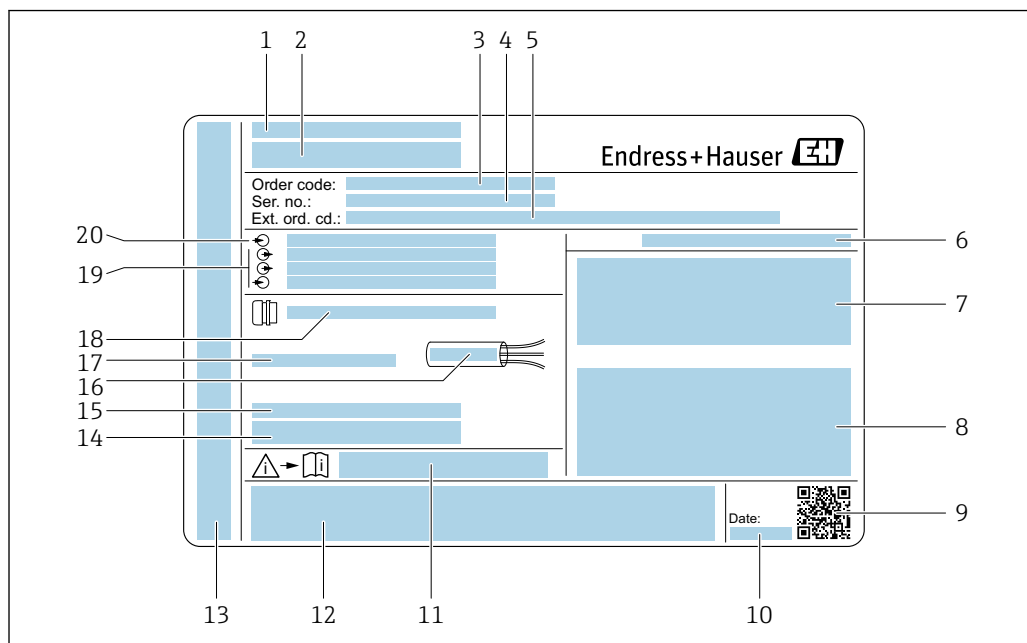 1 2 3 4 5
Endress+Hauser EH
Order code:
Ser. no.:
Ext. ord. cd.:
20
19
6
7
18
17
16
15
14
8
i i
9
Date:
13 12 11 10